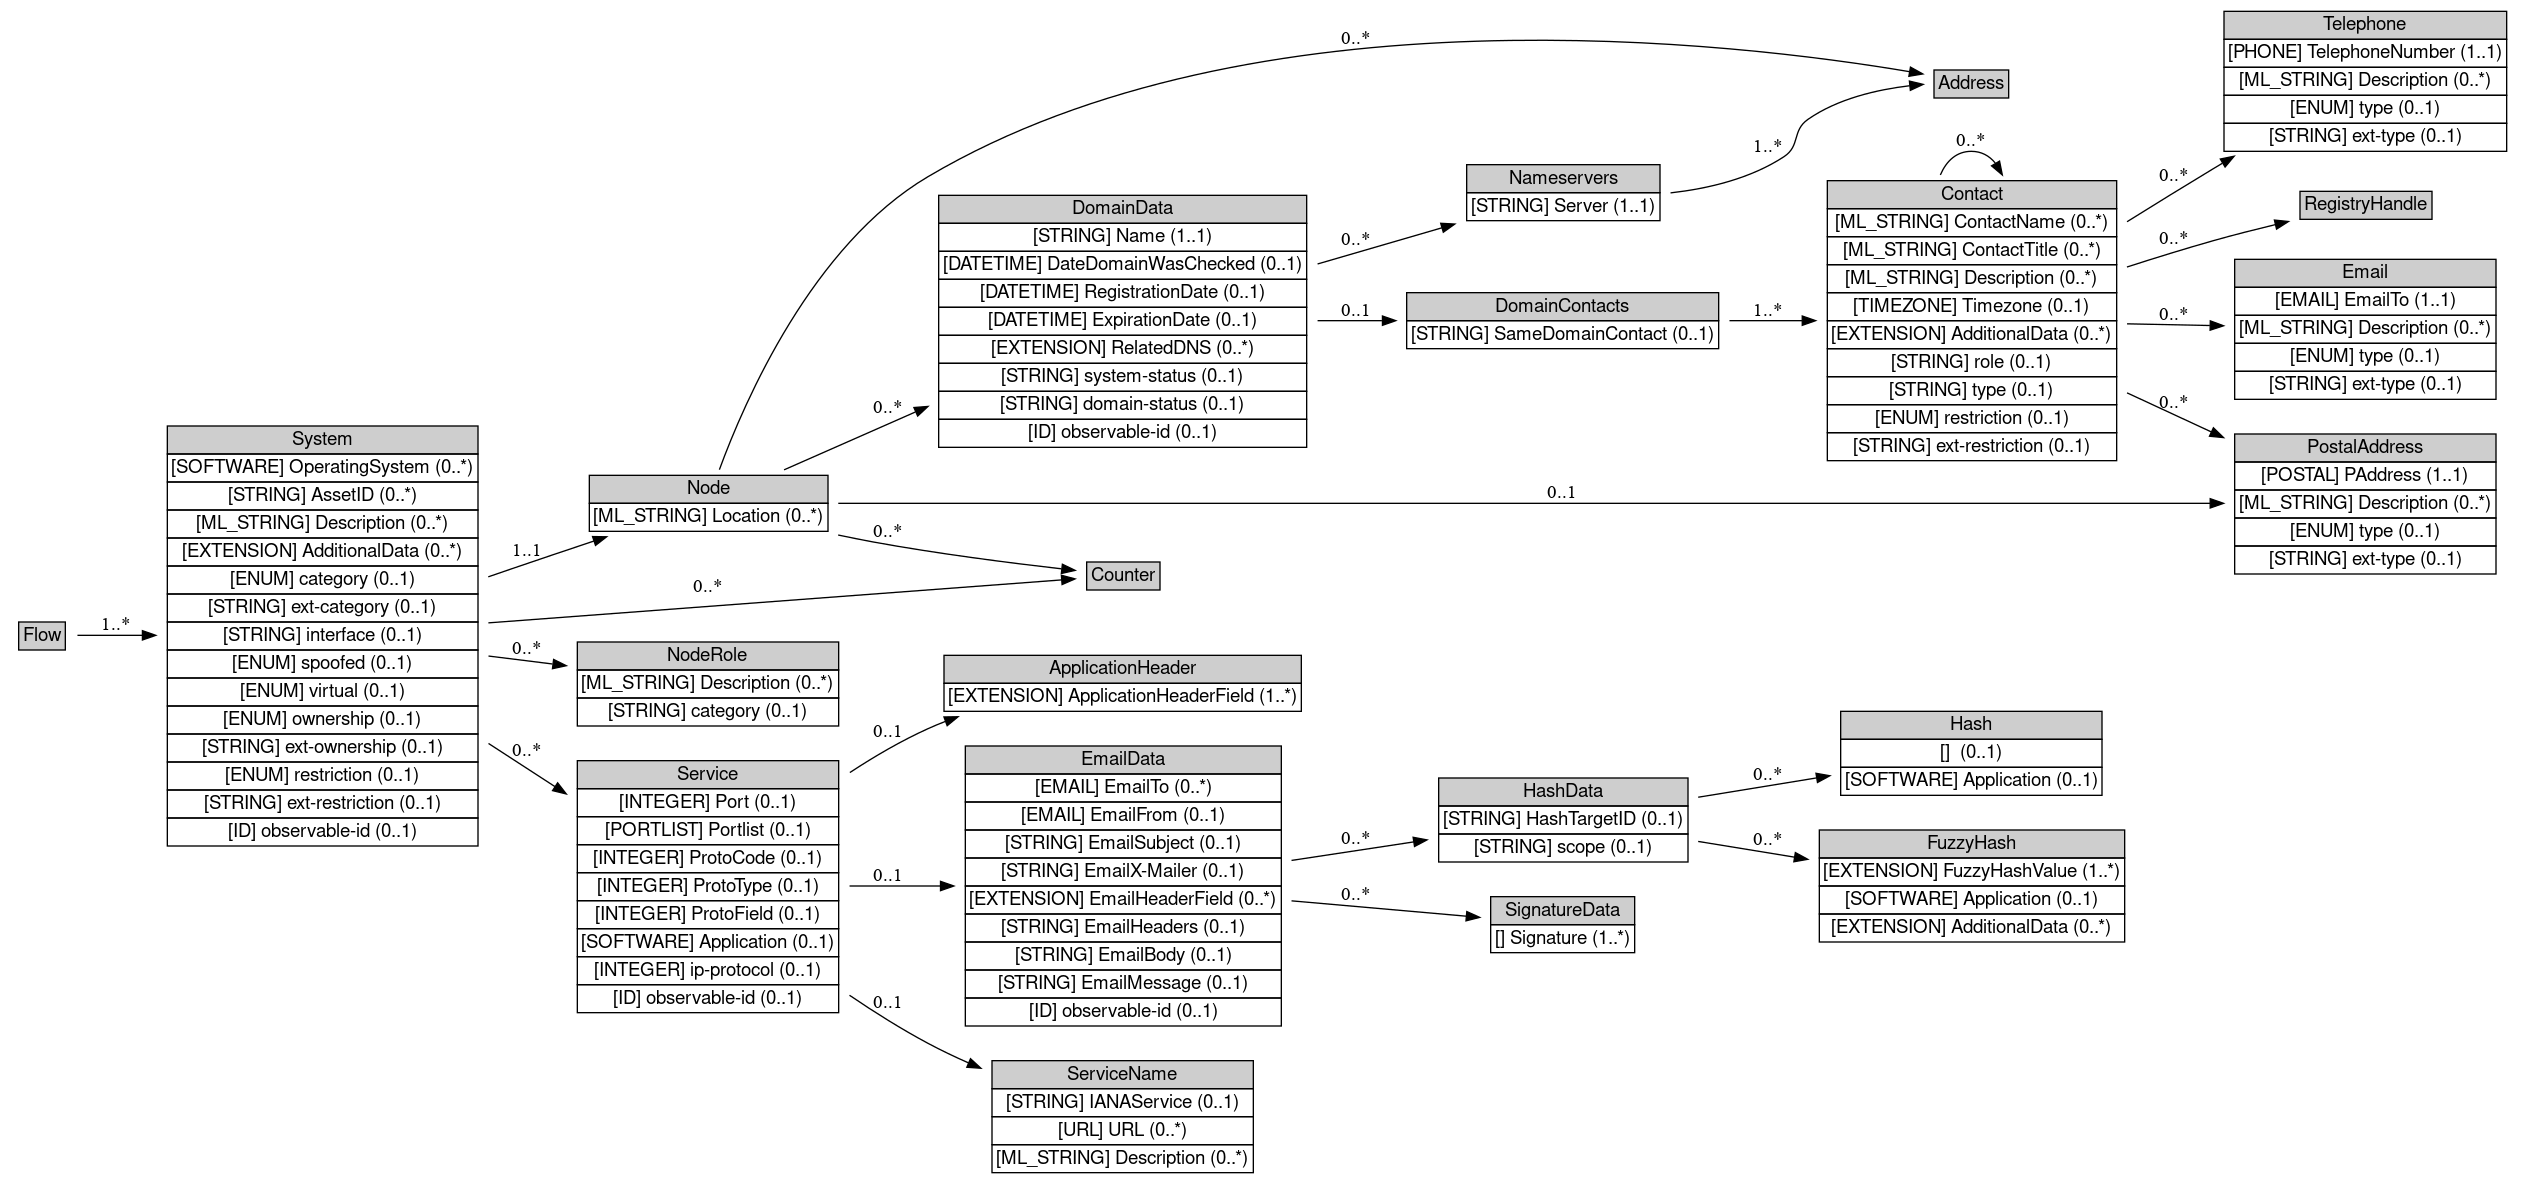 Flow
1..*
System
[SOFTWARE] OperatingSystem (0..*)
[STRING] AssetID (0..*)
[ML_STRING] Description (0..*)
[EXTENSION] AdditionalData (0..*)
[ENUM] category (0..1)
[STRING] ext-category (0..1)
[STRING] interface (0..1)
[ENUM] spoofed (0..1)
[ENUM] virtual (0..1)
[ENUM] ownership (0..1)
[STRING] ext-ownership (0..1)
[ENUM] restriction (0..1)
[STRING] ext-restriction (0..1)
[ID] observable-id (0..1)
1..1
0..*
0..*
0..*
Node
[ML_STRING] Location (0..*)
NodeRole
[ML_STRING] Description (0..*)
[STRING] category (0..1)
Service
[INTEGER] Port (0..1)
[PORTLIST] Portlist (0..1)
[INTEGER] ProtoCode (0..1)
[INTEGER] ProtoType (0..1)
[INTEGER] ProtoField (0..1)
[SOFTWARE] Application (0..1)
[INTEGER] ip-protocol (0..1)
[ID] observable-id (0..1)
0..*
0..*
0..1
0..*
0..1
0..1
0..1
DomainData
[STRING] Name (1..1)
[DATETIME] DateDomainWasChecked (0..1)
[DATETIME] RegistrationDate (0..1)
[DATETIME] ExpirationDate (0..1)
[EXTENSION] RelatedDNS (0..*)
[STRING] system-status (0..1)
[STRING] domain-status (0..1)
[ID] observable-id (0..1)
Counter
ApplicationHeader
[EXTENSION] ApplicationHeaderField (1..*)
EmailData
[EMAIL] EmailTo (0..*)
[EMAIL] EmailFrom (0..1)
[STRING] EmailSubject (0..1)
[STRING] EmailX-Mailer (0..1)
[EXTENSION] EmailHeaderField (0..*)
[STRING] EmailHeaders (0..1)
[STRING] EmailBody (0..1)
[STRING] EmailMessage (0..1)
[ID] observable-id (0..1)
ServiceName
[STRING] IANAService (0..1)
[URL] URL (0..*)
[ML_STRING] Description (0..*)
0..*
0..1
0..*
0..*
Nameservers
[STRING] Server (1..1)
DomainContacts
[STRING] SameDomainContact (0..1)
HashData
[STRING] HashTargetID (0..1)
[STRING] scope (0..1)
SignatureData
[] Signature (1..*)
1..*
1..*
0..*
0..*
Address
0..*
Contact
[ML_STRING] ContactName (0..*)
[ML_STRING] ContactTitle (0..*)
[ML_STRING] Description (0..*)
[TIMEZONE] Timezone (0..1)
[EXTENSION] AdditionalData (0..*)
[STRING] role (0..1)
[STRING] type (0..1)
[ENUM] restriction (0..1)
[STRING] ext-restriction (0..1)
Hash
[]  (0..1)
[SOFTWARE] Application (0..1)
FuzzyHash
[EXTENSION] FuzzyHashValue (1..*)
[SOFTWARE] Application (0..1)
[EXTENSION] AdditionalData (0..*)
0..*
0..*
0..*
0..*
Telephone
[PHONE] TelephoneNumber (1..1)
[ML_STRING] Description (0..*)
[ENUM] type (0..1)
[STRING] ext-type (0..1)
RegistryHandle
Email
[EMAIL] EmailTo (1..1)
[ML_STRING] Description (0..*)
[ENUM] type (0..1)
[STRING] ext-type (0..1)
PostalAddress
[POSTAL] PAddress (1..1)
[ML_STRING] Description (0..*)
[ENUM] type (0..1)
[STRING] ext-type (0..1)